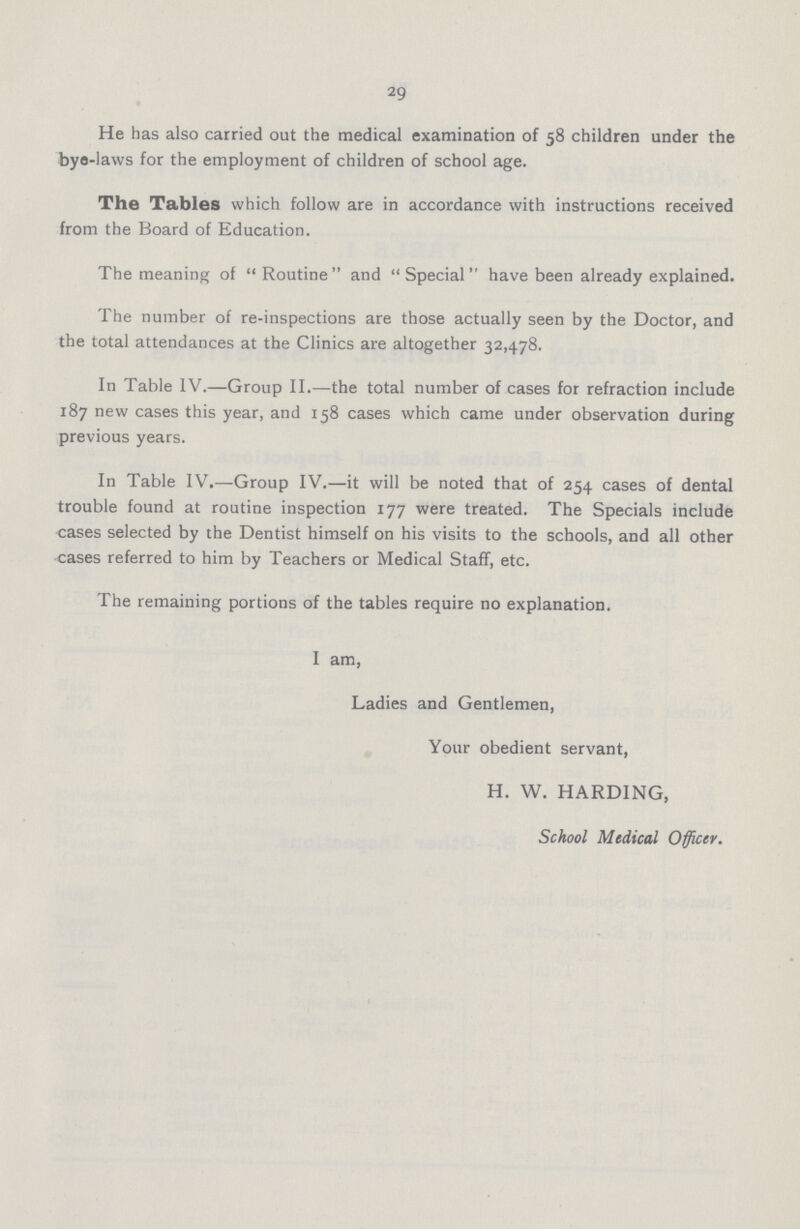 29
He has also carried out the medical examination of 58 children under the
bye-laws for the employment of children of school age.
The Tables which follow are in accordance with instructions received
from the Board of Education.
The meaning of "Routine" and "Special" have been already explained.
The number of re-inspections are those actually seen by the Doctor, and
the total attendances at the Clinics are altogether 32,478.
In Table IV.—Group II.—the total number of cases for refraction include
187 new cases this year, and 158 cases which came under observation during
previous years.
In Table IV.—Group IV.—it will be noted that of 254 cases of dental
trouble found at routine inspection 177 were treated. The Specials include
cases selected by the Dentist himself on his visits to the schools, and all other
cases referred to him by Teachers or Medical Staff, etc.
The remaining portions of the tables require no explanation.
I am,
Ladies and Gentlemen,
Your obedient servant,
H. W. HARDING,
School Medical Officer.